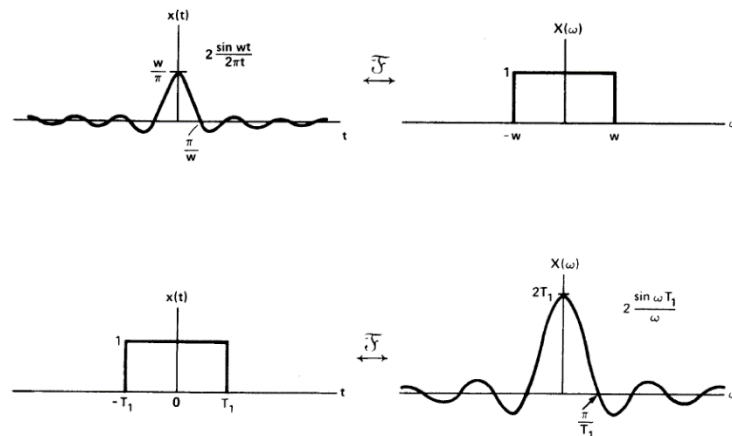 x(t)
2 sin wt / 2πt
w/π
π/w
t
ℱ
X(ω)
1
-w
w
ω
x(t)
1
-T₁
0
T₁
t
ℱ
X(ω)
2T₁
2 sin ωT₁ / ω
π/T₁
ω